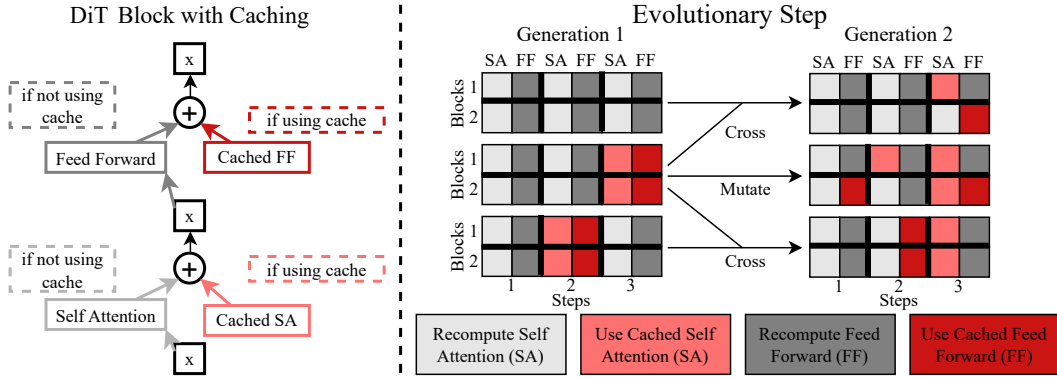 DiT Block with Caching
x
if not using
cache
+
if using cache
Feed Forward
Cached FF
x
if not using
cache
+
if using cache
Self Attention
Cached SA
x
Evolutionary Step
Generation 1
Generation 2
SA FF SA FF SA FF
SA FF SA FF SA FF
Blocks
1
2
Cross
Blocks
1
2
Mutate
Blocks
1
2
Cross
1 2 3
Steps
1 2 3
Steps
Recompute Self
Attention (SA)
Use Cached Self
Attention (SA)
Recompute Feed
Forward (FF)
Use Cached Feed
Forward (FF)